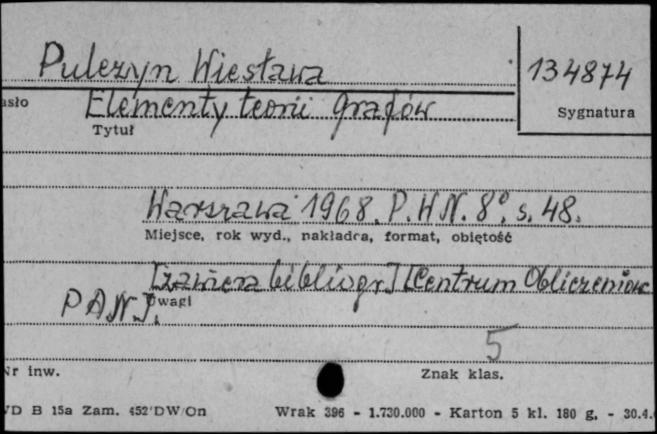 Pulczyn Wiesława
134874
asło
Elementy teorii grafów
Sygnatura
Tytuł
Warszawa 1968. P.W.N. 8°, s. 48.
Miejsce, rok wyd., nakładca, format, objętość
[zawiera bibliogr.] [Centrum Obliczeniowe
PAN].
Uwagi
5
Nr inw.
Znak klas.
/D B 15a Zam. 452/DW/On
Wrak 396 - 1.730.000 - Karton 5 kl. 180 g. - 30.4.